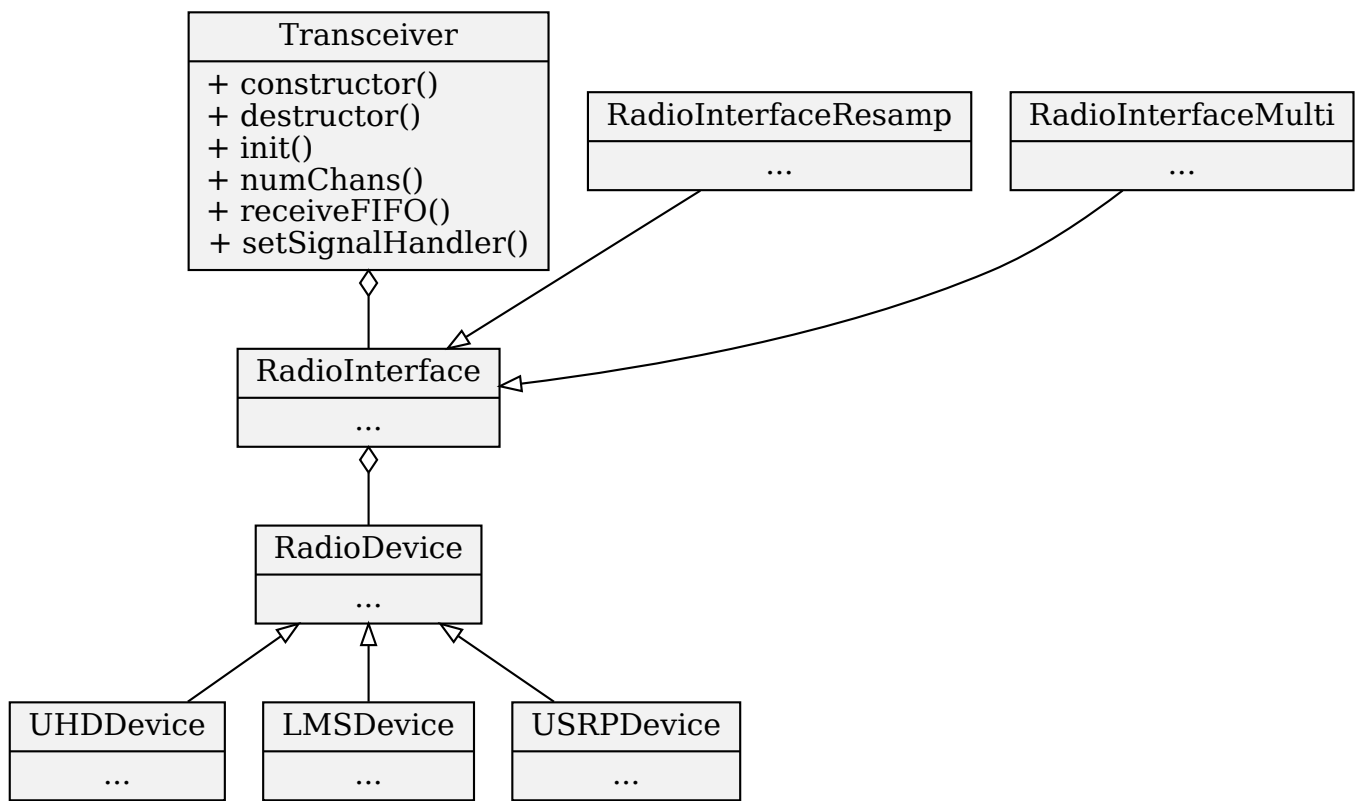 Transceiver
+ constructor()
+ destructor()
+ init()
+ numChans()
+ receiveFIFO()
+ setSignalHandler()
RadioInterfaceResamp
...
RadioInterfaceMulti
...
RadioInterface
...
RadioDevice
...
UHDDevice
...
LMSDevice
...
USRPDevice
...